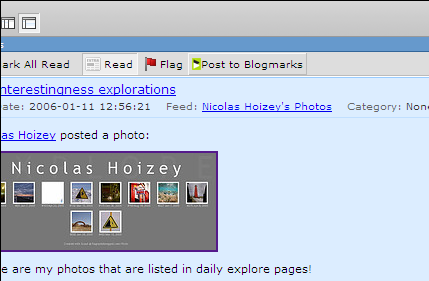 ark All Read Read Flag Post to Blogmarks
nterestingness explorations
ate: 2006-01-11 12:56:21 Feed: Nicolas Hoizey's Photos Category: None
as Hoizey posted a photo:
Nicolas Hoizey
e are my photos that are listed in daily explore pages!